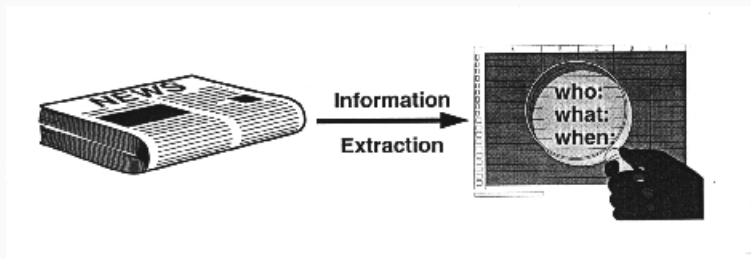 NEWS
Information
Extraction
who:
what:
when: